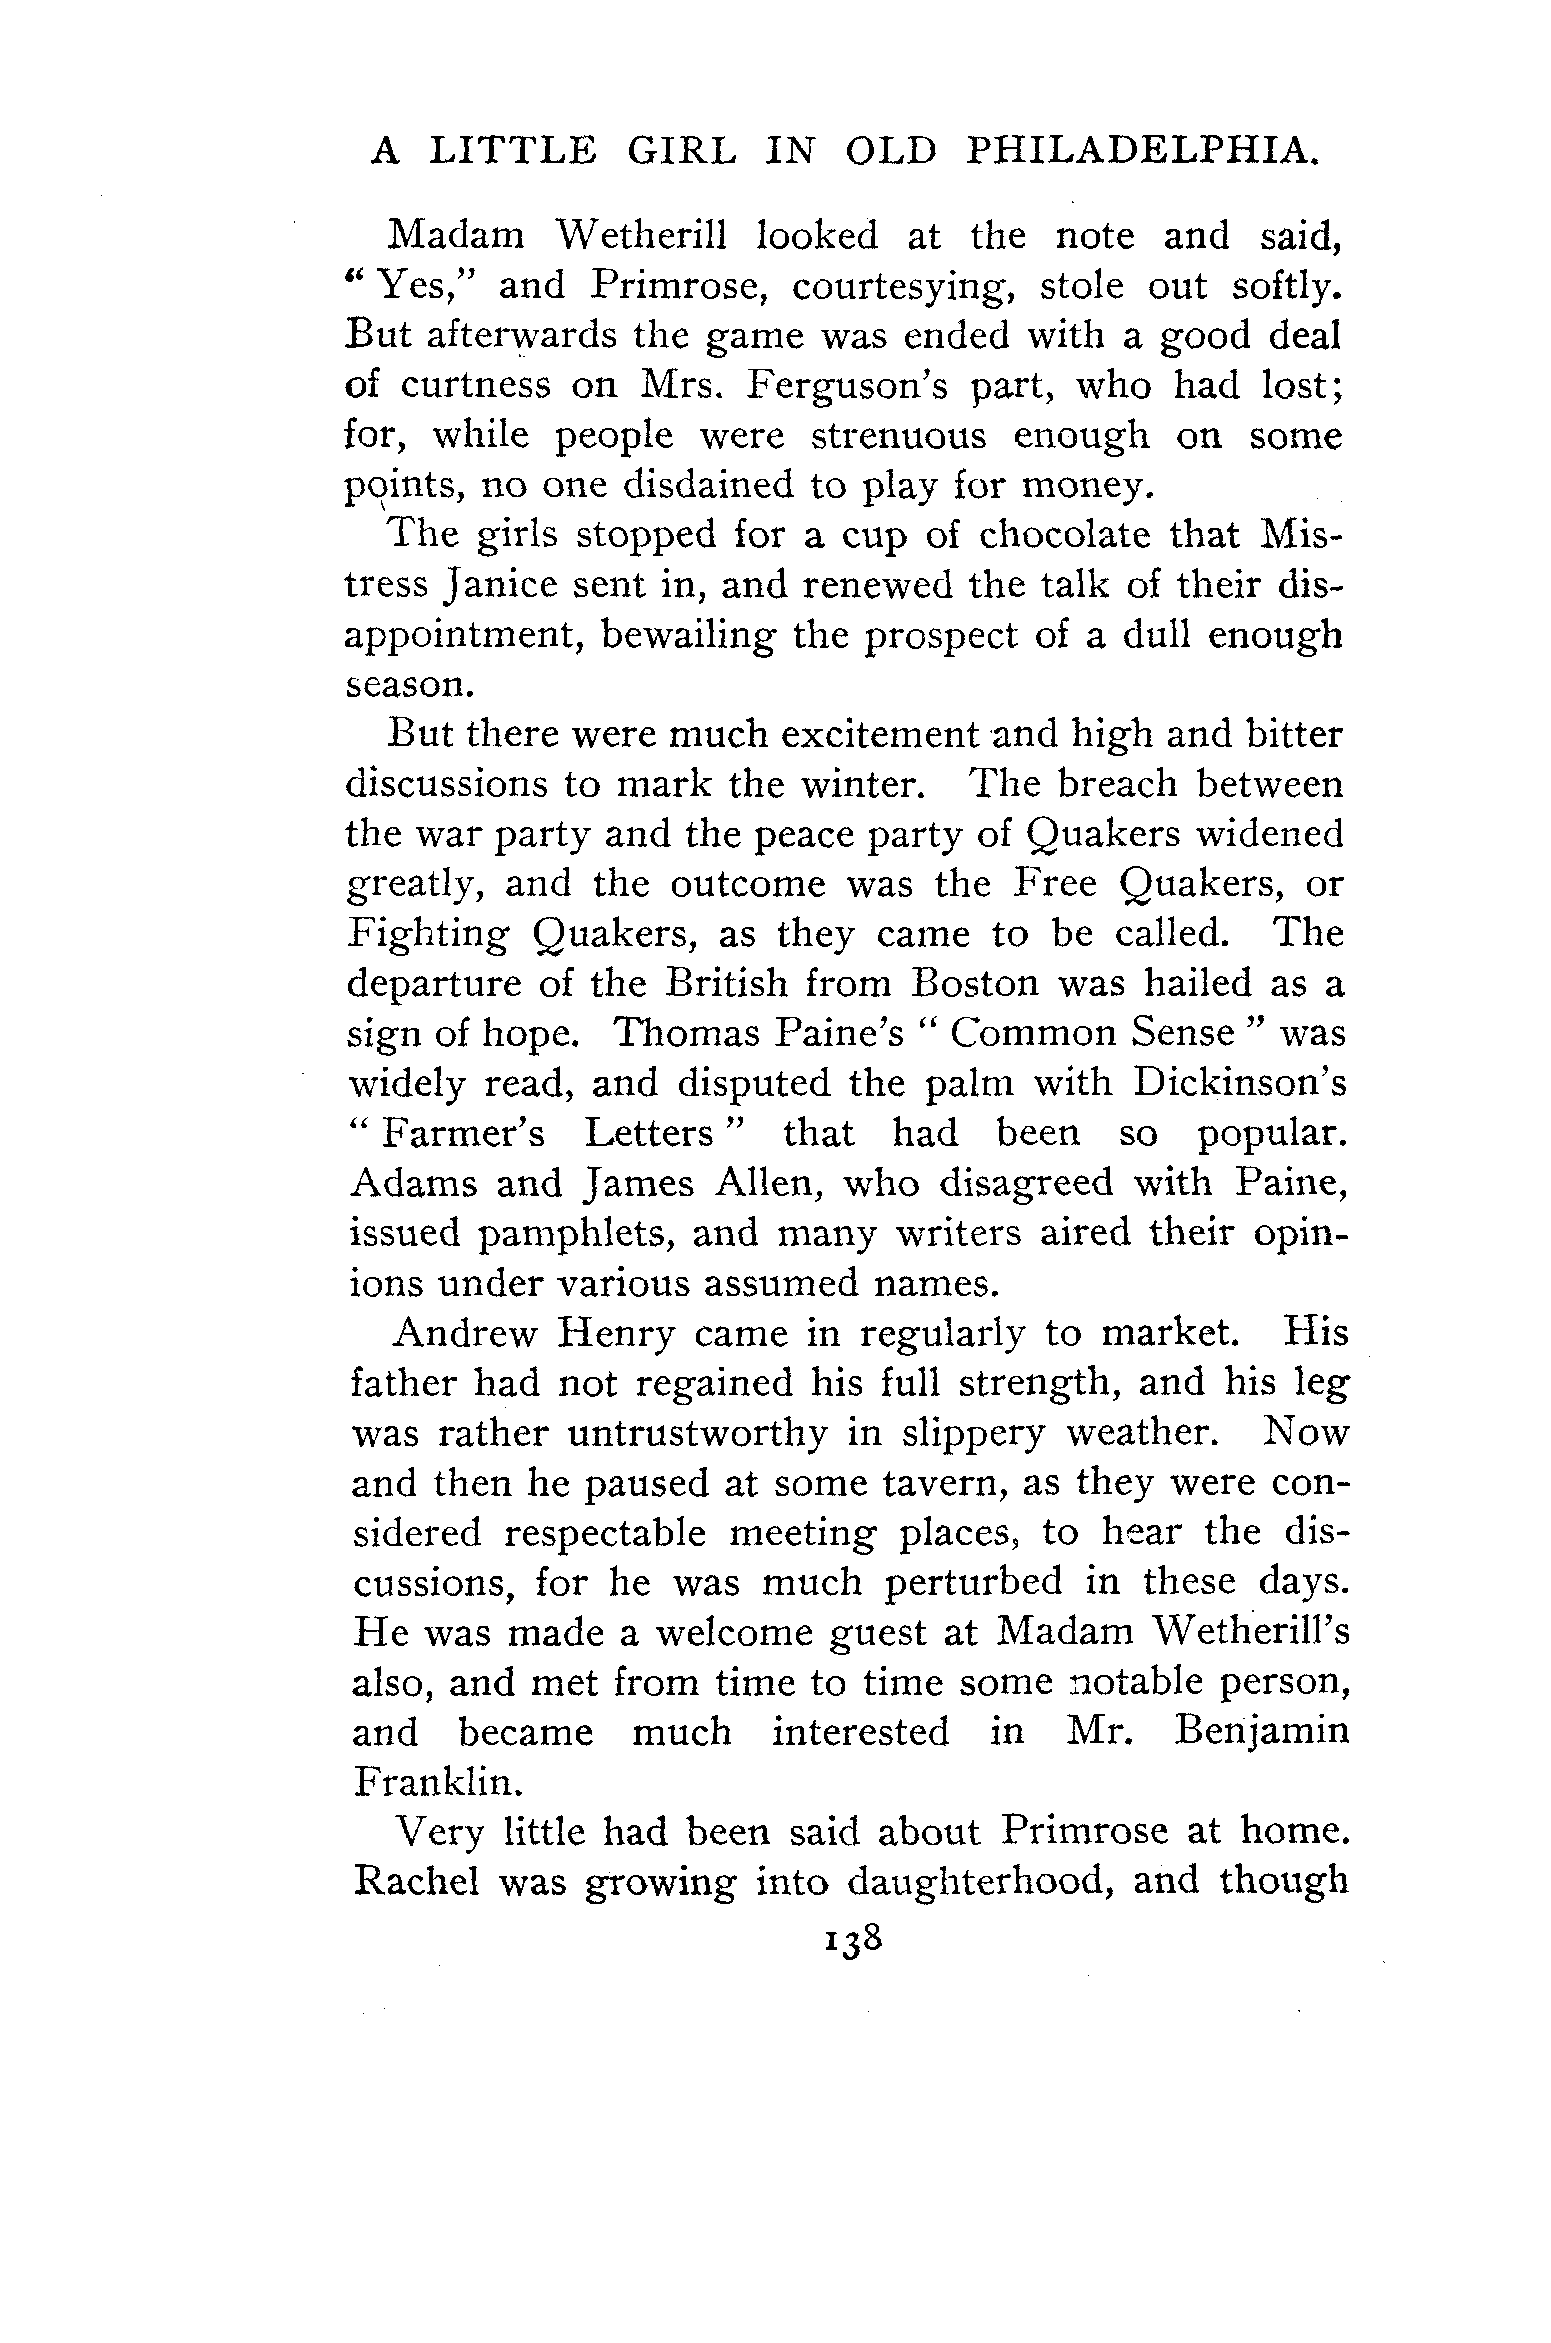 A LITTLE GIRL IN OLD PHILADELPHIA.
Madam Wetherill looked at the note and said,
“ Yes,” and Primrose, courtesying, stole out softly.
But afterwards the game was ended with a good deal
of curtness on Mrs. Ferguson’s part, who had lost;
for, while people were strenuous enough on some
points, no one disdained to play for money.
The girls stopped for a cup of chocolate that Mis-
tress Janice sent in, and renewed the talk of their dis-
appointment, bewailing the prospect of a dull enough
season.
But there were much excitement and high and bitter
discussions to mark the winter. The breach between
the war party and the peace party of Quakers widened
greatly, and the outcome was the Free Quakers, or
Fighting Quakers, as they came to be called. The
departure of the British from Boston was hailed as a
sign of hope. Thomas Paine’s “ Common Sense ” was
widely read, and disputed the palm with Dickinson’s
“ Farmer’s Letters ” that had been so popular.
Adams and James Allen, who disagreed with Paine,
issued pamphlets, and many writers aired their opin-
ions under various assumed names.
Andrew Henry came in regularly to market. His
father had not regained his full strength, and his leg
was rather untrustworthy in slippery weather. Now
and then he paused at some tavern, as they were con-
sidered respectable meeting places, to hear the dis-
cussions, for he was much perturbed in these days.
He was made a welcome guest at Madam Wetherill’s
also, and met from time to time some notable person,
and became much interested in Mr. Benjamin
Franklin.
Very little had been said about Primrose at home.
Rachel was growing into daughterhood, and though
138